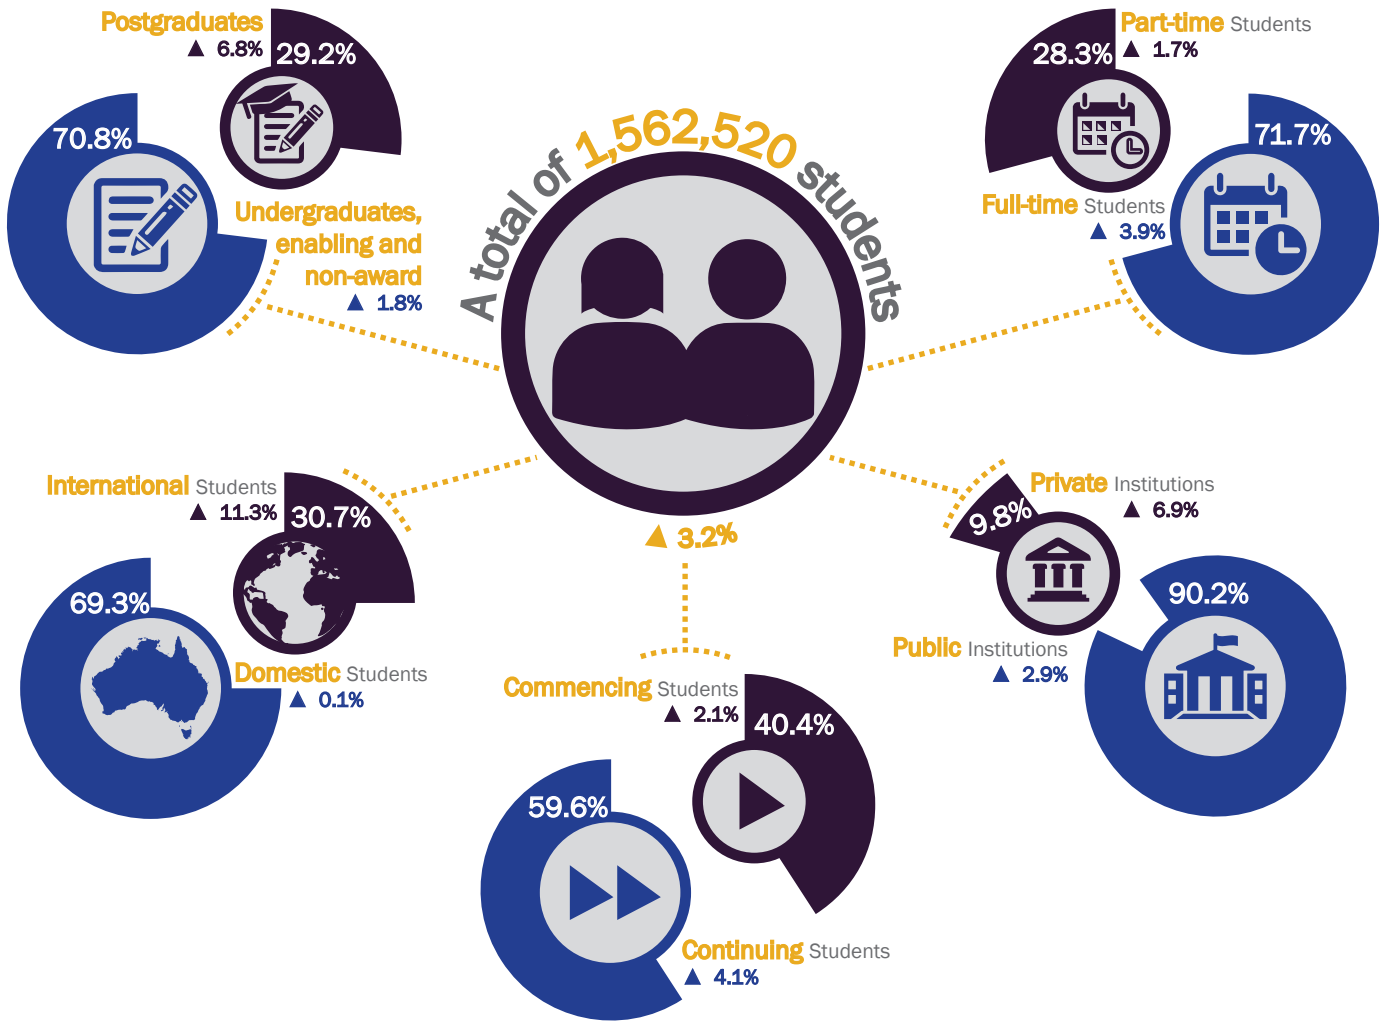 Postgraduates
▲ 6.8%
29.2%
70.8%
Undergraduates,
enabling and
non-award
▲ 1.8%
A total of 1,562,520 students
▲ 3.2%
Part-time Students
▲ 1.7%
28.3%
71.7%
Full-time Students
▲ 3.9%
International Students
▲ 11.3%
30.7%
69.3%
Domestic Students
▲ 0.1%
Private Institutions
▲ 6.9%
9.8%
90.2%
Public Institutions
▲ 2.9%
Commencing Students
▲ 2.1%
40.4%
59.6%
Continuing Students
▲ 4.1%